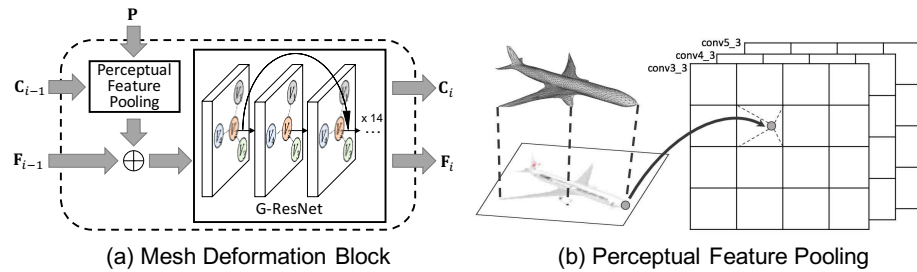 P
C_{i−1}
Perceptual
Feature
Pooling
F_{i−1}
x 14
...
G-ResNet
C_i
F_i
(a) Mesh Deformation Block
conv5_3
conv4_3
conv3_3
(b) Perceptual Feature Pooling